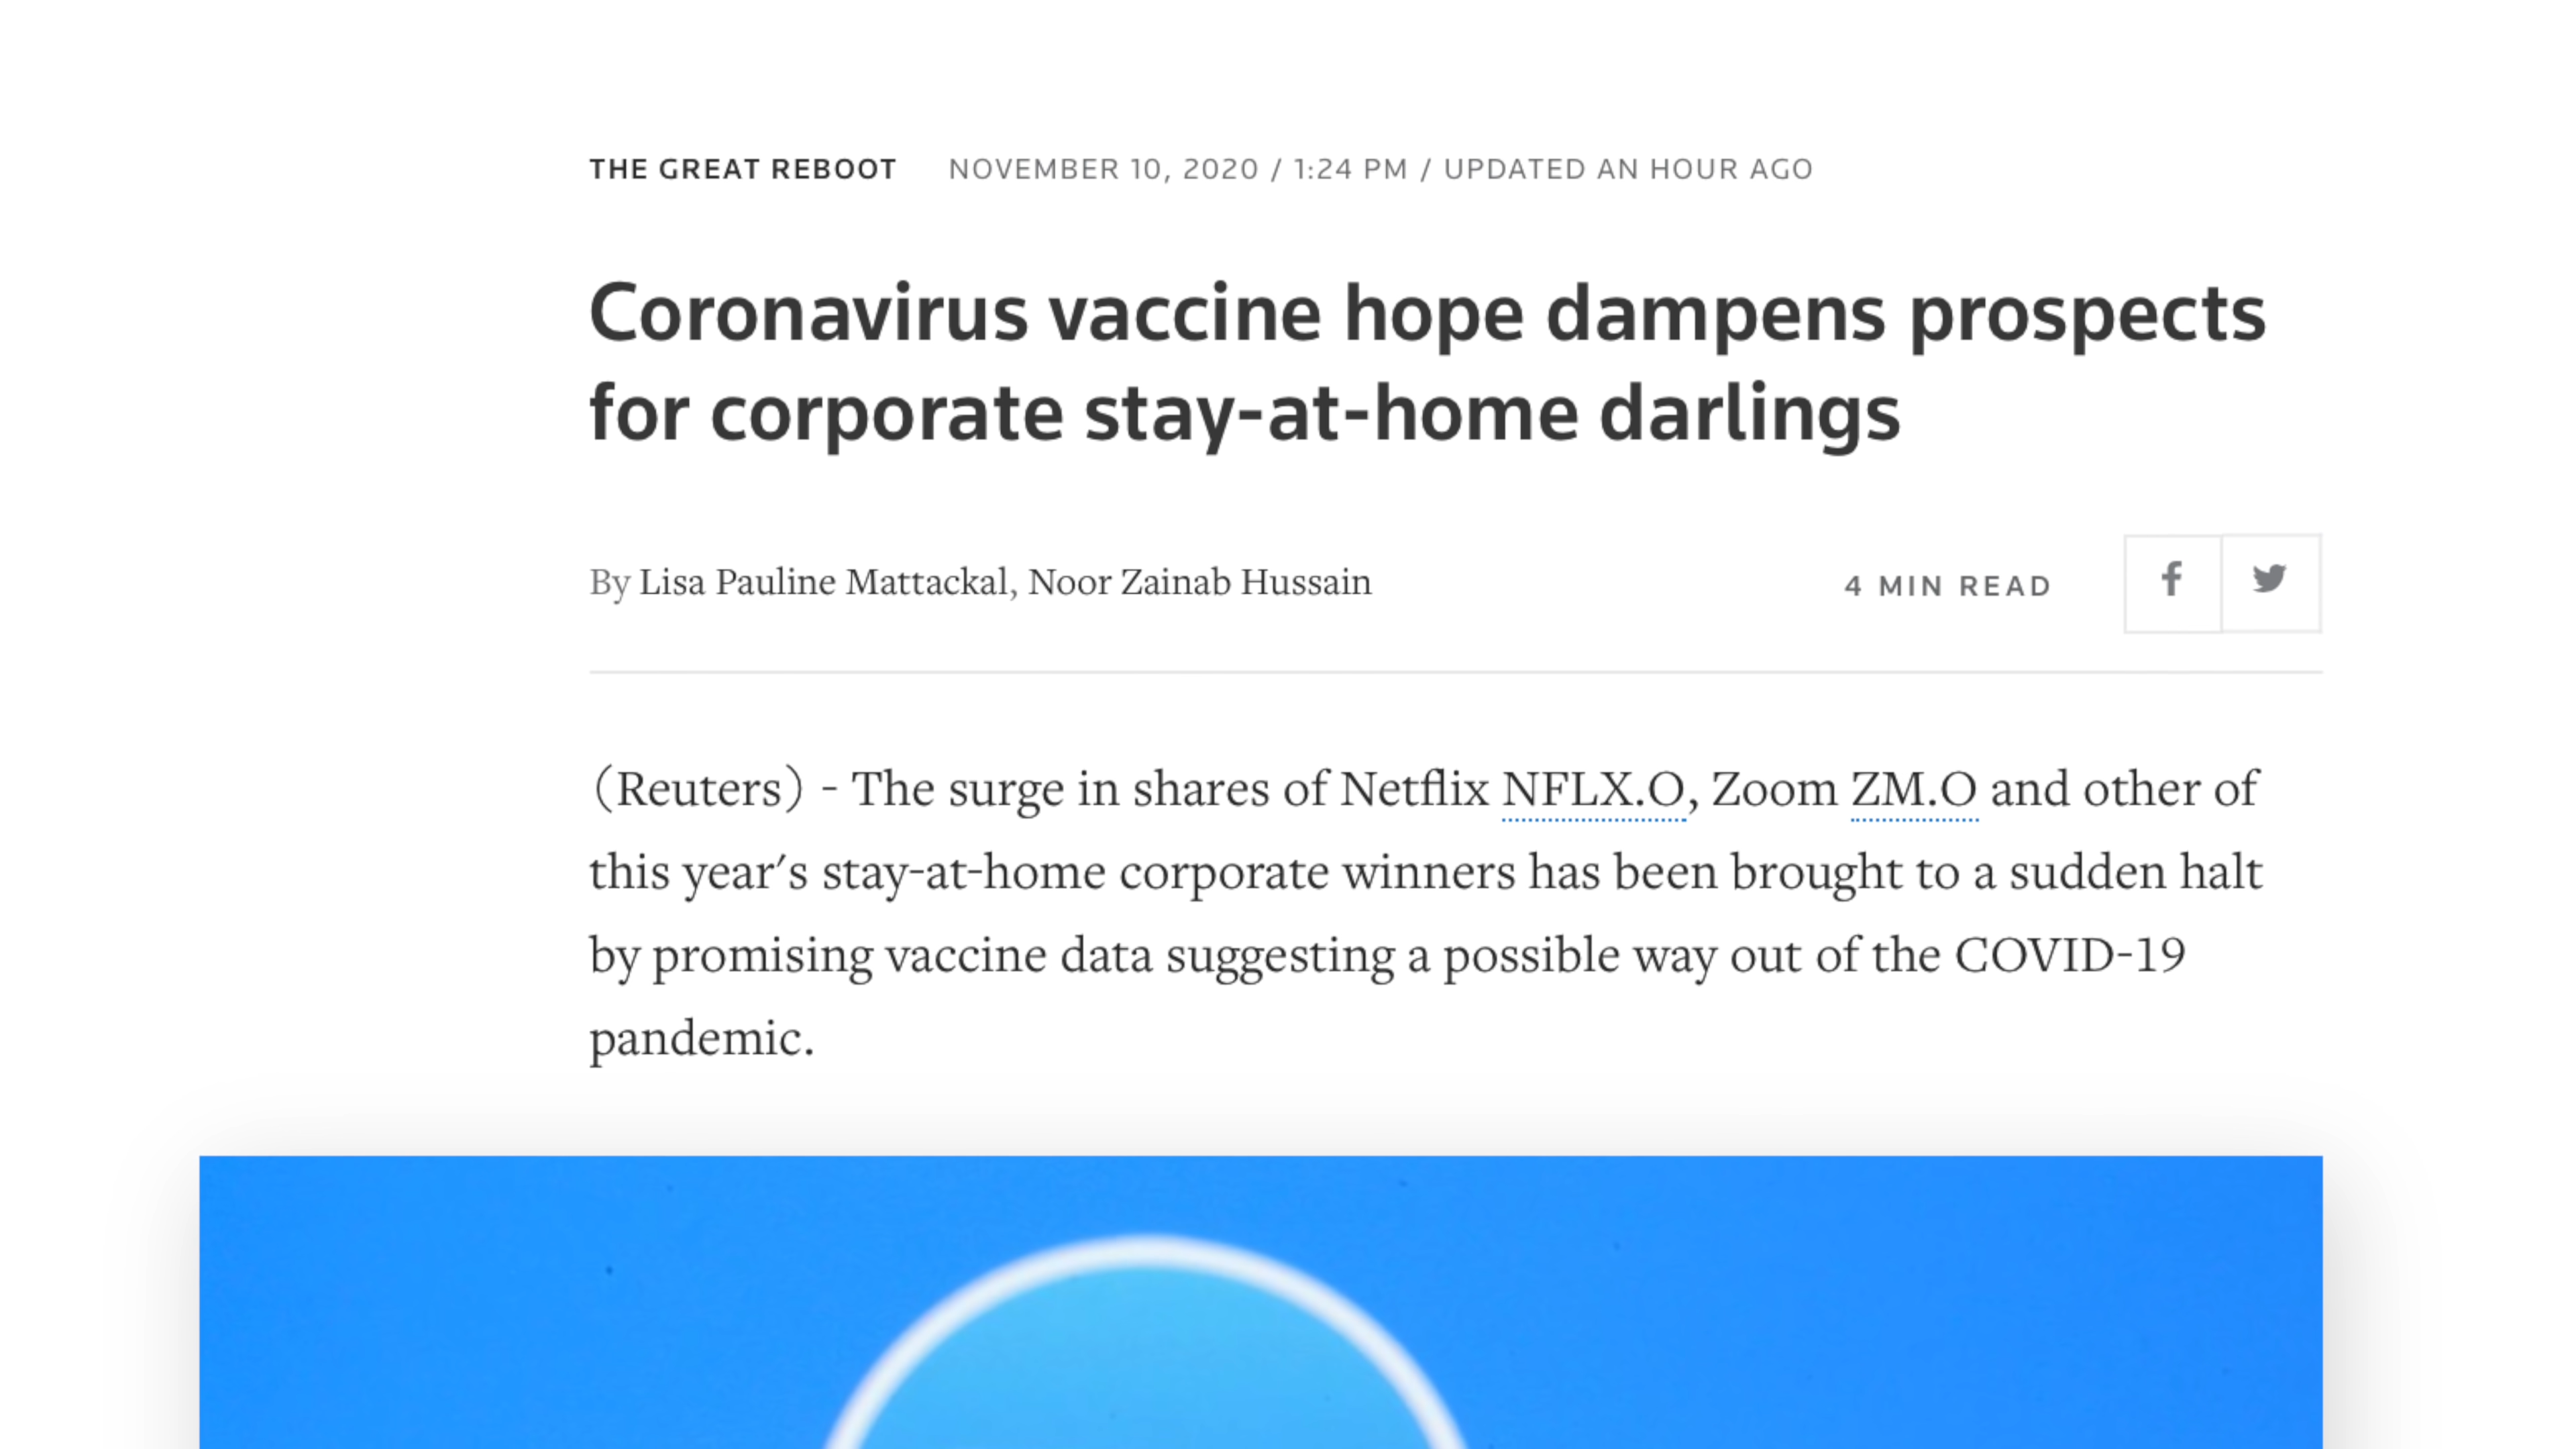 THE GREAT REBOOT NOVEMBER 10, 2020 / 1:24 PM / UPDATED AN HOUR AGO
Coronavirus vaccine hope dampens prospects
for corporate stay-at-home darlings
By Lisa Pauline Mattackal, Noor Zainab Hussain 4 MIN READ
(Reuters) - The surge in shares of Netflix NFLX.O, Zoom ZM.O and other of
this year's stay-at-home corporate winners has been brought to a sudden halt
by promising vaccine data suggesting a possible way out of the COVID-19
pandemic.